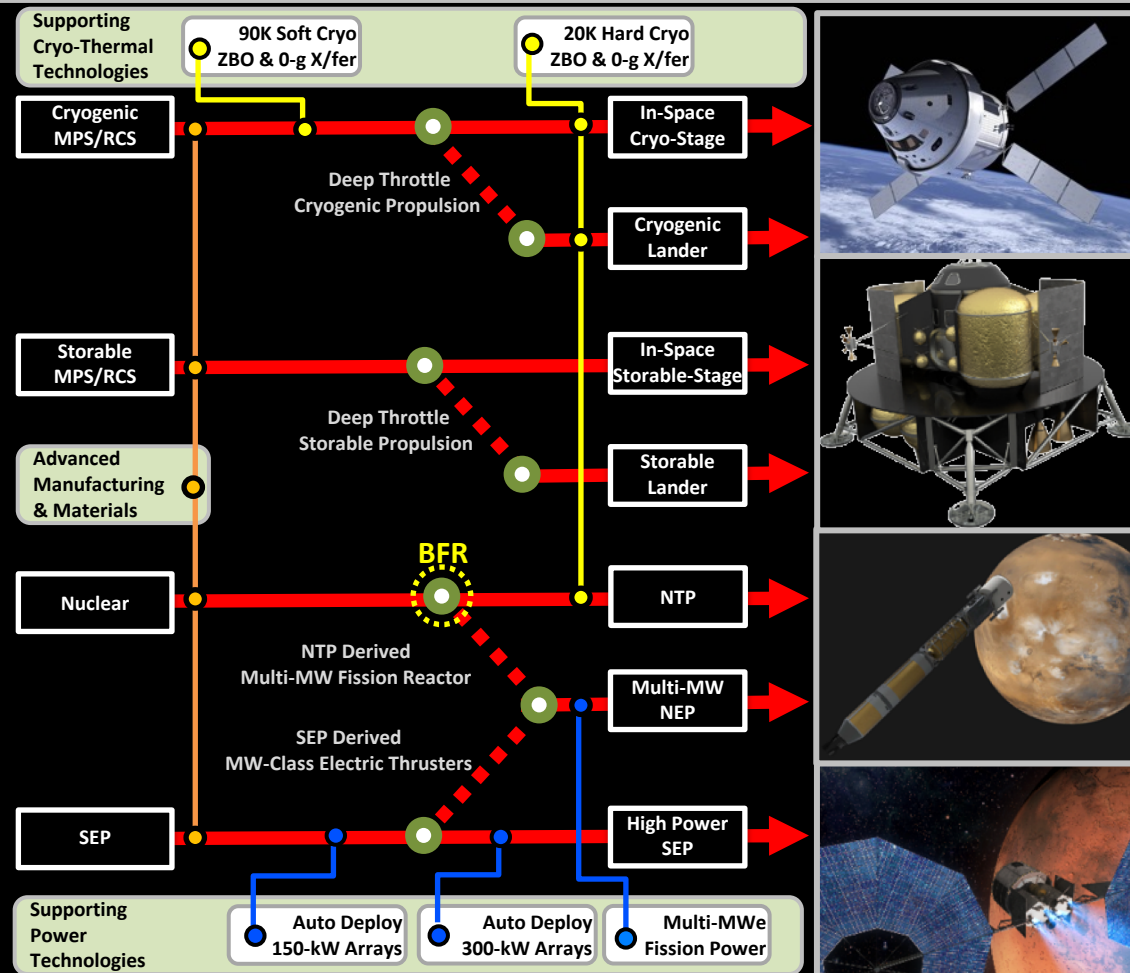 Supporting
Cryo-Thermal
Technologies
90K Soft Cryo
ZBO & 0-g X/fer
20K Hard Cryo
ZBO & 0-g X/fer
Cryogenic
MPS/RCS
In-Space
Cryo-Stage
Deep Throttle
Cryogenic Propulsion
Cryogenic
Lander
Storable
MPS/RCS
In-Space
Storable-Stage
Deep Throttle
Storable Propulsion
Advanced
Manufacturing
& Materials
Storable
Lander
BFR
Nuclear
NTP
NTP Derived
Multi-MW Fission Reactor
Multi-MW
NEP
SEP Derived
MW-Class Electric Thrusters
SEP
High Power
SEP
Supporting
Power
Technologies
Auto Deploy
150-kW Arrays
Auto Deploy
300-kW Arrays
Multi-MWe
Fission Power